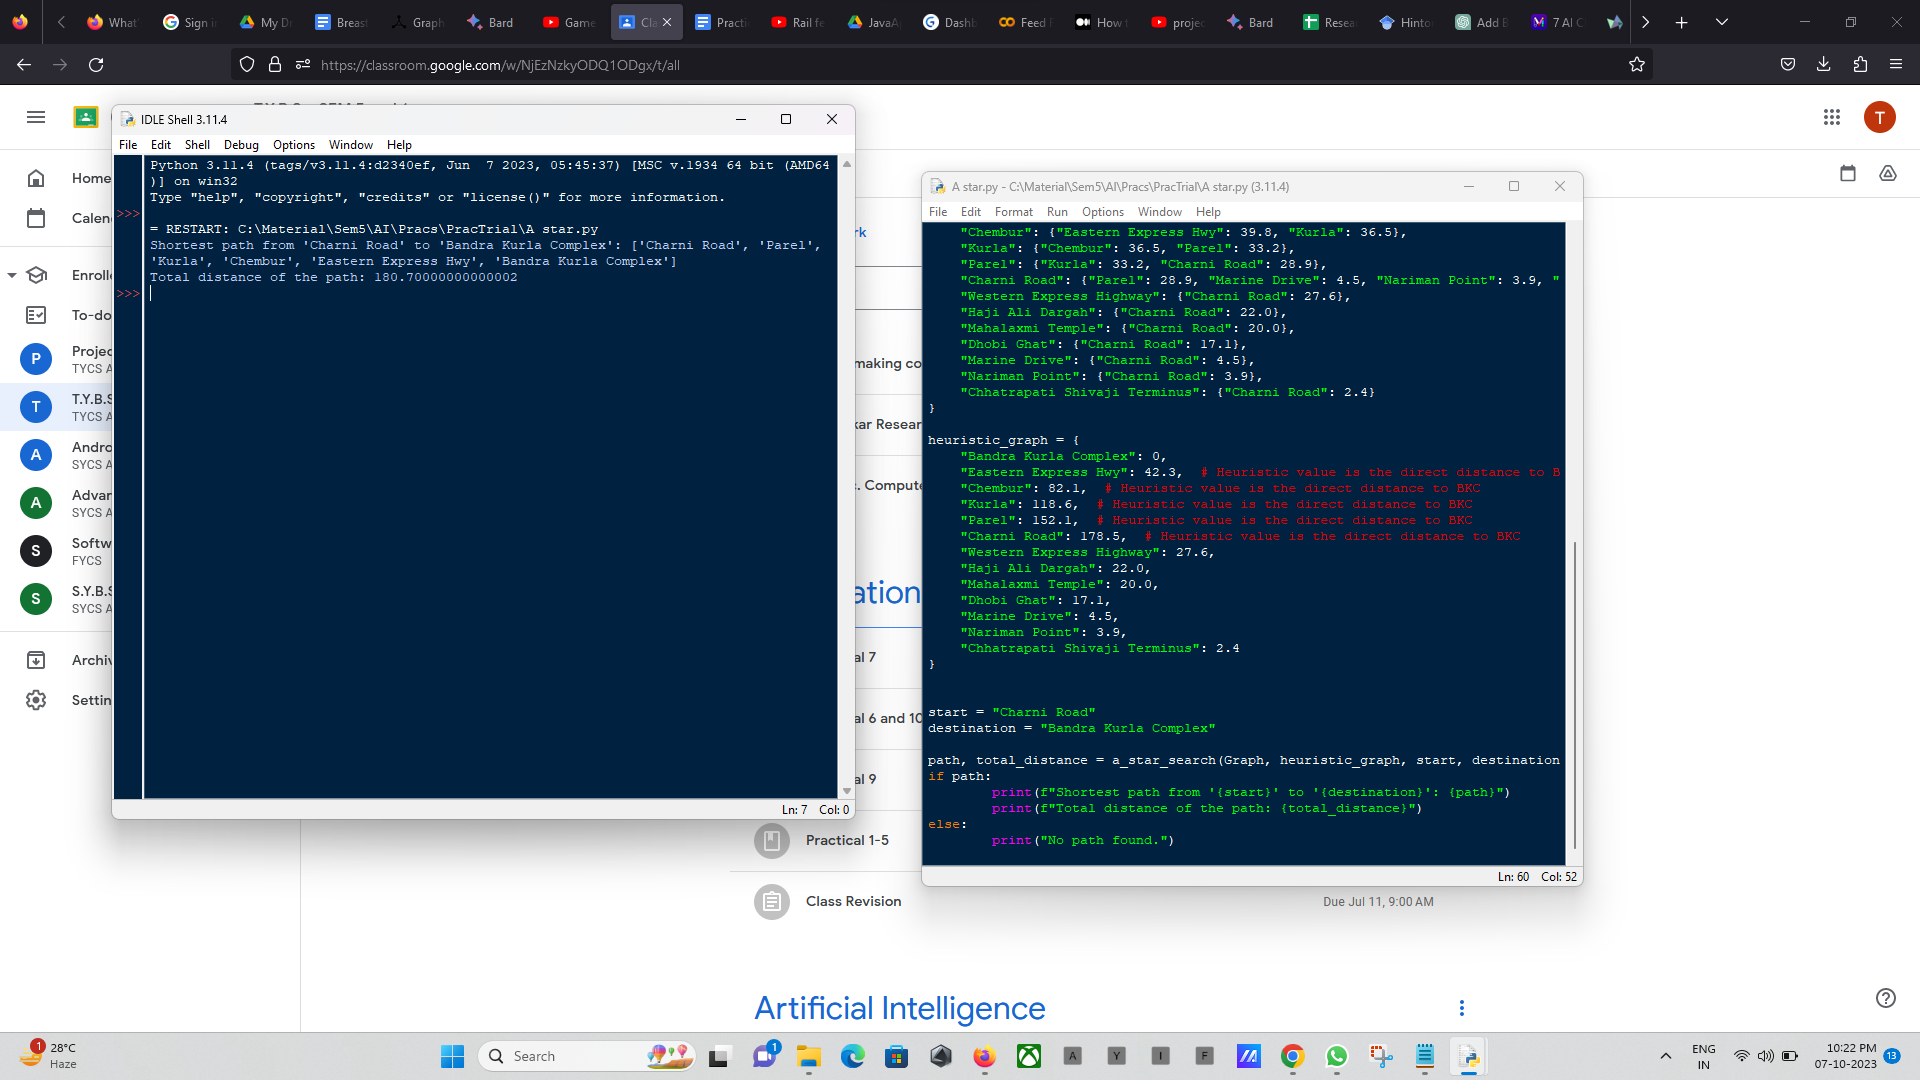 What'
Sign i
My D
Breas
Graph
Bard
Game
Cla
Practi
Rail fe
JavaA
Dashb
Feed F
How t
projec
Bard
Resea
Hinto
Add B
7 AI C
https://classroom.google.com/w/NjEzNzkyODQ1ODgx/t/all
T
Home
Calen
Enrolle
To-do
P
Projec
TYCS A
T
T.Y.B.S
TYCS A
A
Andro
SYCS A
A
Advan
SYCS A
S
Softw
FYCS
S
S.Y.B.S
SYCS A
Archiv
Settin
IDLE Shell 3.11.4
File Edit Shell Debug Options Window Help
Python 3.11.4 (tags/v3.11.4:d2340ef, Jun  7 2023, 05:45:37) [MSC v.1934 64 bit (AMD64
)] on win32
Type "help", "copyright", "credits" or "license()" for more information.
>>>
= RESTART: C:\Material\Sem5\AI\Pracs\PracTrial\A star.py
Shortest path from 'Charni Road' to 'Bandra Kurla Complex': ['Charni Road', 'Parel',
'Kurla', 'Chembur', 'Eastern Express Hwy', 'Bandra Kurla Complex']
Total distance of the path: 180.70000000000002
>>>
Ln: 7 Col: 0
rk
making co
kar Resear
c. Compute
ation
al 7
al 6 and 10
al 9
Practical 1-5
Class Revision
Due Jul 11, 9:00 AM
Artificial Intelligence
A star.py - C:\Material\Sem5\AI\Pracs\PracTrial\A star.py (3.11.4)
File Edit Format Run Options Window Help
"Chembur": {"Eastern Express Hwy": 39.8, "Kurla": 36.5},
"Kurla": {"Chembur": 36.5, "Parel": 33.2},
"Parel": {"Kurla": 33.2, "Charni Road": 28.9},
"Charni Road": {"Parel": 28.9, "Marine Drive": 4.5, "Nariman Point": 3.9, "
"Western Express Highway": {"Charni Road": 27.6},
"Haji Ali Dargah": {"Charni Road": 22.0},
"Mahalaxmi Temple": {"Charni Road": 20.0},
"Dhobi Ghat": {"Charni Road": 17.1},
"Marine Drive": {"Charni Road": 4.5},
"Nariman Point": {"Charni Road": 3.9},
"Chhatrapati Shivaji Terminus": {"Charni Road": 2.4}
}
heuristic_graph = {
"Bandra Kurla Complex": 0,
"Eastern Express Hwy": 42.3,  # Heuristic value is the direct distance to B
"Chembur": 82.1,  # Heuristic value is the direct distance to BKC
"Kurla": 118.6,  # Heuristic value is the direct distance to BKC
"Parel": 152.1,  # Heuristic value is the direct distance to BKC
"Charni Road": 178.5,  # Heuristic value is the direct distance to BKC
"Western Express Highway": 27.6,
"Haji Ali Dargah": 22.0,
"Mahalaxmi Temple": 20.0,
"Dhobi Ghat": 17.1,
"Marine Drive": 4.5,
"Nariman Point": 3.9,
"Chhatrapati Shivaji Terminus": 2.4
}
start = "Charni Road"
destination = "Bandra Kurla Complex"
path, total_distance = a_star_search(Graph, heuristic_graph, start, destination
if path:
print(f"Shortest path from '{start}' to '{destination}': {path}")
print(f"Total distance of the path: {total_distance}")
else:
print("No path found.")
Ln: 60 Col: 52
1
28°C
Haze
Search
1
A
Y
I
F
ENG
IN
10:22 PM
07-10-2023
13